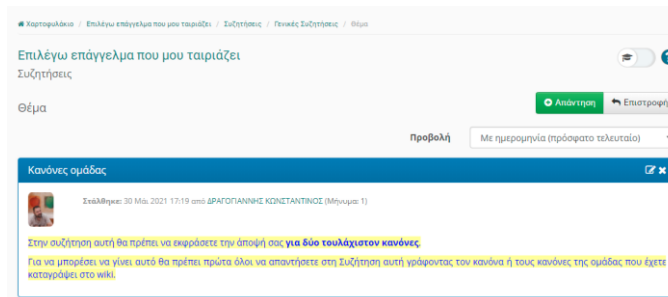 Χαρτοφυλάκιο / Επιλέγω επάγγελμα που μου ταιριάζει / Συζητήσεις / Γενικές Συζητήσεις / Θέμα
Επιλέγω επάγγελμα που μου ταιριάζει
Συζητήσεις
Θέμα
Απάντηση Επιστροφή
Προβολή Με ημερομηνία (πρόσφατο τελευταίο)
Κανόνες ομάδας
Στάλθηκε: 30 Μάι 2021 17:19 από ΔΡΑΓΟΓΙΑΝΝΗΣ ΚΩΝΣΤΑΝΤΙΝΟΣ (Μήνυμα: 1)
Στην συζήτηση αυτή θα πρέπει να εκφράσετε την άποψή σας για δύο τουλάχιστον κανόνες.
Για να μπορέσει να γίνει αυτό θα πρέπει πρώτα όλοι να απαντήσετε στη Συζήτηση αυτή γράφοντας τον κανόνα ή τους κανόνες της ομάδας που έχετε
καταγράψει στο wiki.